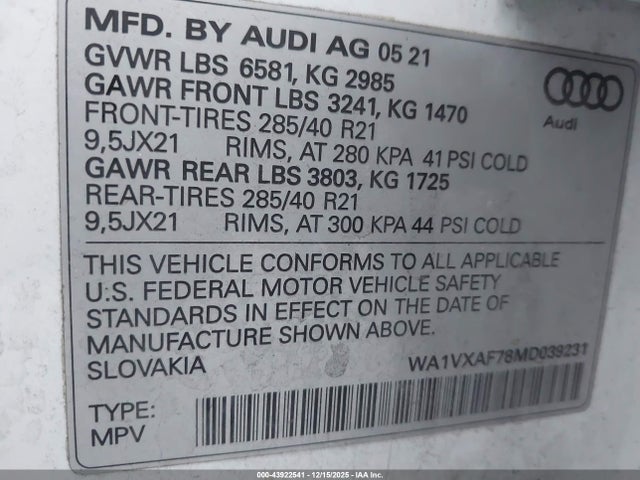 MFD. BY AUDI AG 05 21
GVWR LBS 6581, KG 2985
GAWR FRONT LBS 3241, KG 1470
FRONT-TIRES 285/40 R21
9,5JX21 RIMS, AT 280 KPA 41 PSI COLD
GAWR REAR LBS 3803, KG 1725
REAR-TIRES 285/40 R21
9,5JX21 RIMS, AT 300 KPA 44 PSI COLD
Audi
THIS VEHICLE CONFORMS TO ALL APPLICABLE
U.S. FEDERAL MOTOR VEHICLE SAFETY
STANDARDS IN EFFECT ON THE DATE OF
MANUFACTURE SHOWN ABOVE.
SLOVAKIA WA1VXAF78MD039231
TYPE:
MPV
000-43922541 - 12/15/2025 - IAAI, Inc.